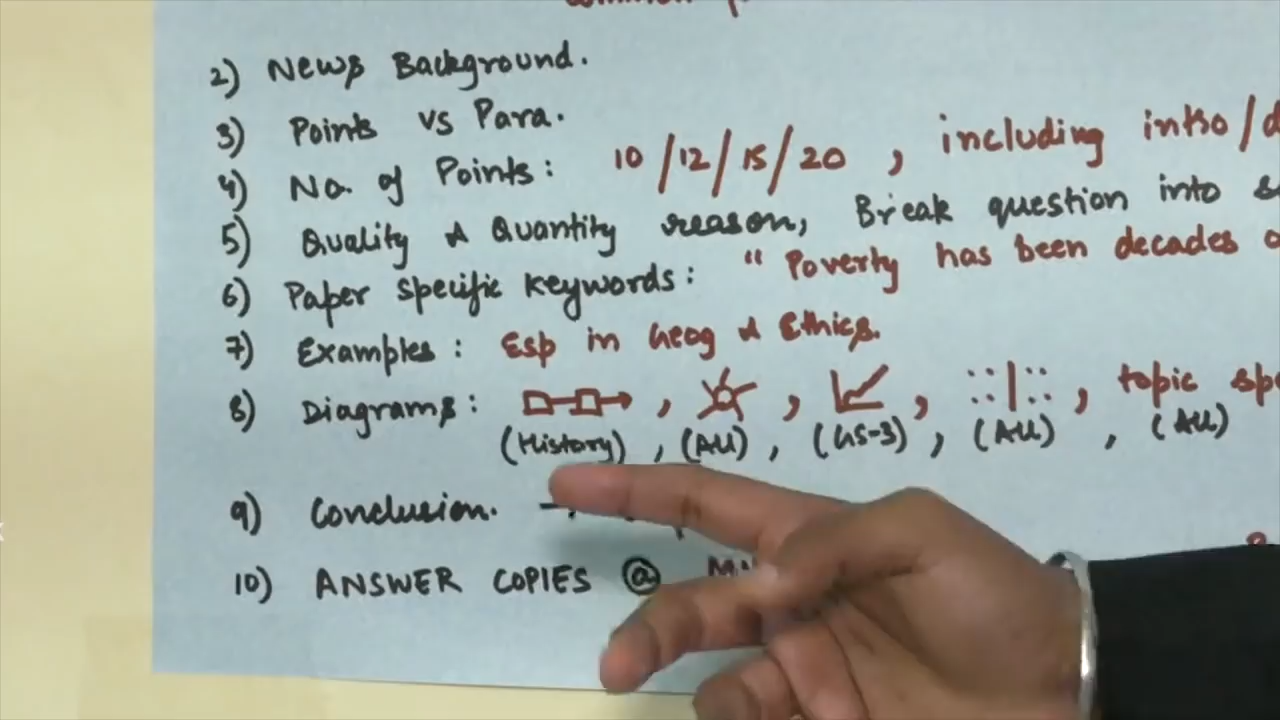 common
2) News Background.
3) Points vs Para.
4) No. of Points: 10/12/15/20, including intro/
5) Quality & Quantity reason, Break question into
6) Paper specific keywords: "Poverty has been decades
7) Examples: Esp in Geog & Ethics.
8) Diagrams: , , , , topic
(History), (All), (GS-3), (All), (All)
9) Conclusion.
10) ANSWER COPIES @